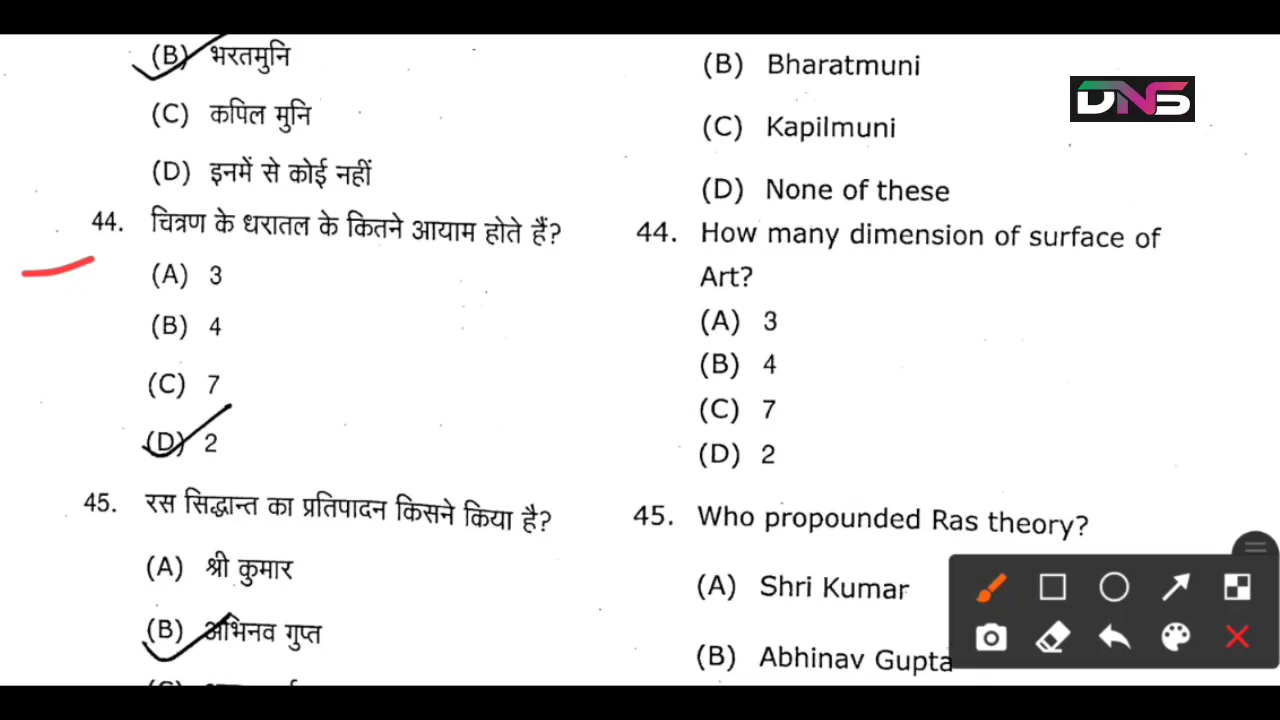 (B) भरतमुनि
(C) कपिल मुनि
(D) इनमें से कोई नहीं
44. चित्रण के धरातल के कितने आयाम होते हैं?
(A) 3
(B) 4
(C) 7
(D) 2
45. रस सिद्धान्त का प्रतिपादन किसने किया है?
(A) श्री कुमार
(B) अभिनव गुप्त
(B) Bharatmuni
(C) Kapilmuni
(D) None of these
44. How many dimension of surface of
Art?
(A) 3
(B) 4
(C) 7
(D) 2
45. Who propounded Ras theory?
(A) Shri Kumar
(B) Abhinav Gupta
DNS